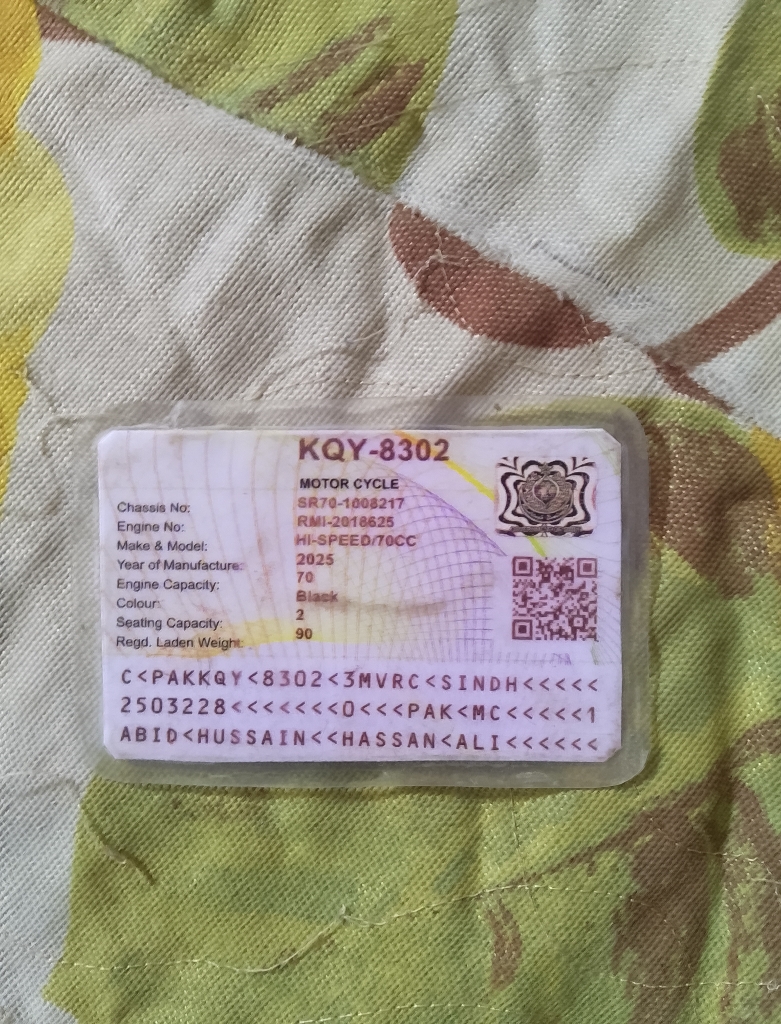 KQY-8302
MOTOR CYCLE
Chassis No: SR70-1008217
Engine No: RMI-2018625
Make & Model: HI-SPEED/70CC
Year of Manufacture: 2025
Engine Capacity: 70
Colour: Black
Seating Capacity: 2
Regd. Laden Weight: 90
C<PAKKQY<8302<3MVRC<SINDH<<<<<
2503228<<<<<<<0<<<PAK<MC<<<<<1
ABID<HUSSAIN<<HASSAN<ALI<<<<<<